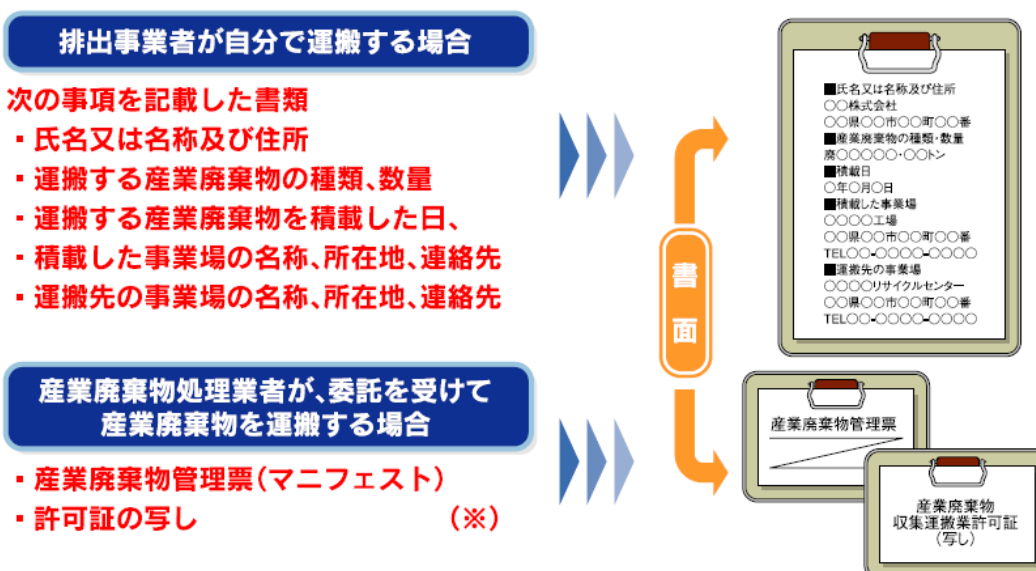 排出事業者が自分で運搬する場合
次の事項を記載した書類
・氏名又は名称及び住所
・運搬する産業廃棄物の種類、数量
・運搬する産業廃棄物を積載した日、
・積載した事業場の名称、所在地、連絡先
・運搬先の事業場の名称、所在地、連絡先
産業廃棄物処理業者が、委託を受けて
産業廃棄物を運搬する場合
・産業廃棄物管理票（マニフェスト）
・許可証の写し （※）
書面
■氏名又は名称及び住所
○○株式会社
○○県○○市○○町○○番
■産業廃棄物の種類・数量
廃○○○○○・○○トン
■積載日
○年○月○日
■積載した事業場
○○○○工場
○○県○○市○○町○○番
TEL○○-○○○○-○○○○
■運搬先の事業場
○○○○リサイクルセンター
○○県○○市○○町○○番
TEL○○-○○○○-○○○○
産業廃棄物管理票
産業廃棄物
収集運搬業許可証
（写し）